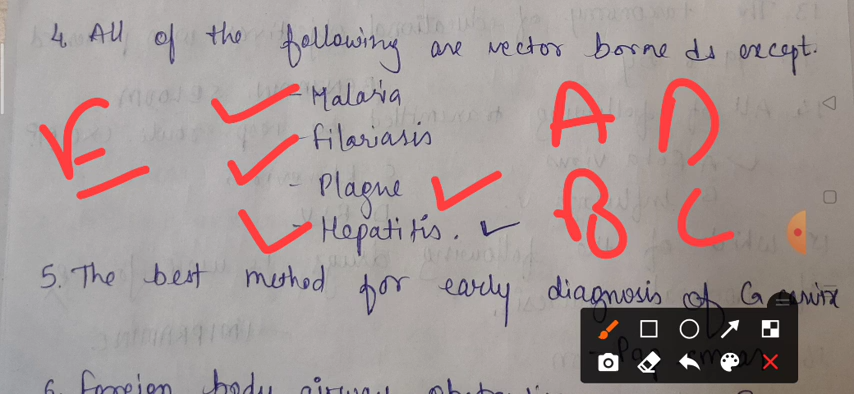 4. All of the following are vector borne ds except.
- Malaria
- filariasis
- Plague
- Hepatitis.
A D
B C
E
5. The best method for early diagnosis of
6. Foreign body airway